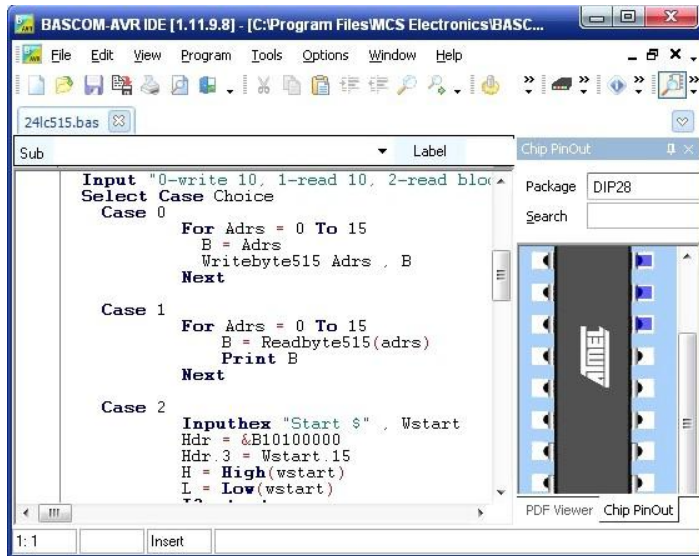 BASCOM-AVR IDE [1.11.9.8] - [C:\Program Files\MCS Electronics\BASC...
File Edit View Program Tools Options Window Help
24lc515.bas
Sub Label
Input "0-write 10, 1-read 10, 2-read bloc
Select Case Choice
Case 0
For Adrs = 0 To 15
B = Adrs
Writebyte515 Adrs , B
Next
Case 1
For Adrs = 0 To 15
B = Readbyte515(adrs)
Print B
Next
Case 2
Inputhex "Start $" , Wstart
Hdr = &B10100000
Hdr.3 = Wstart.15
H = High(wstart)
L = Low(wstart)
Chip PinOut
Package DIP28
Search
ATMEL
PDF Viewer Chip PinOut
1: 1 Insert